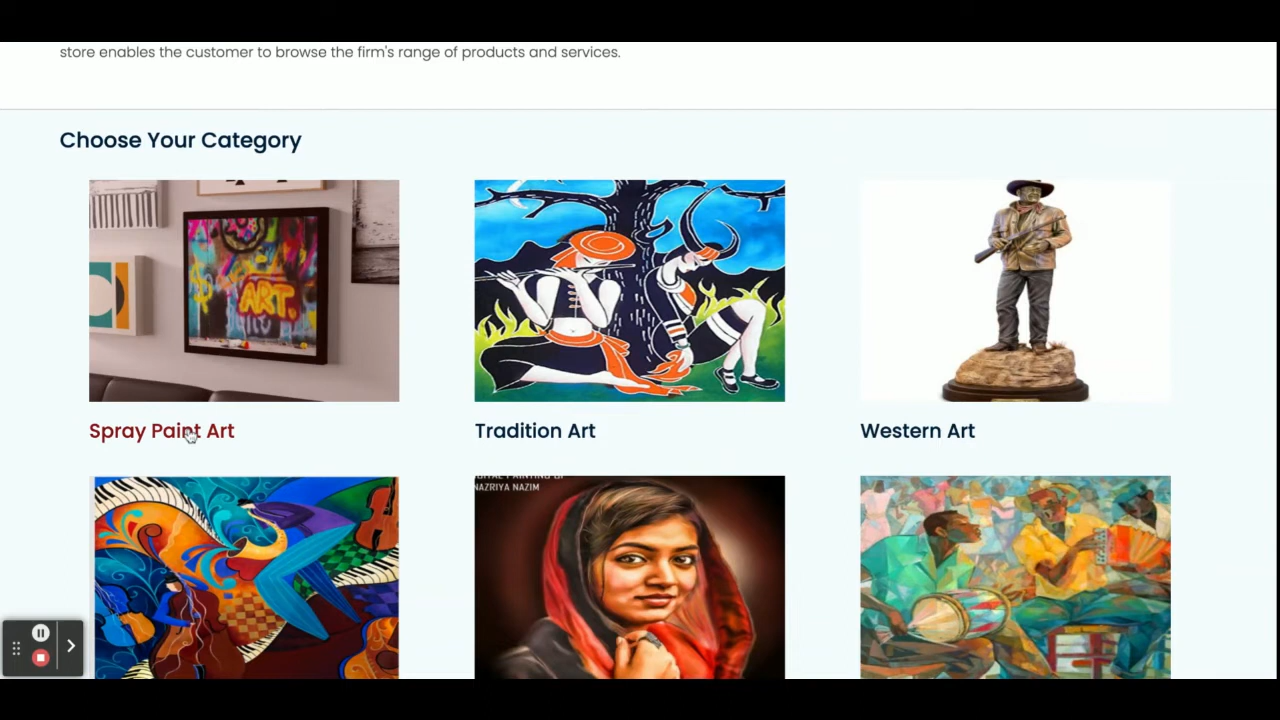 store enables the customer to browse the firm's range of products and services.
Choose Your Category
ART
Spray Paint Art
Tradition Art
Western Art
NAZRIYA NAZIM